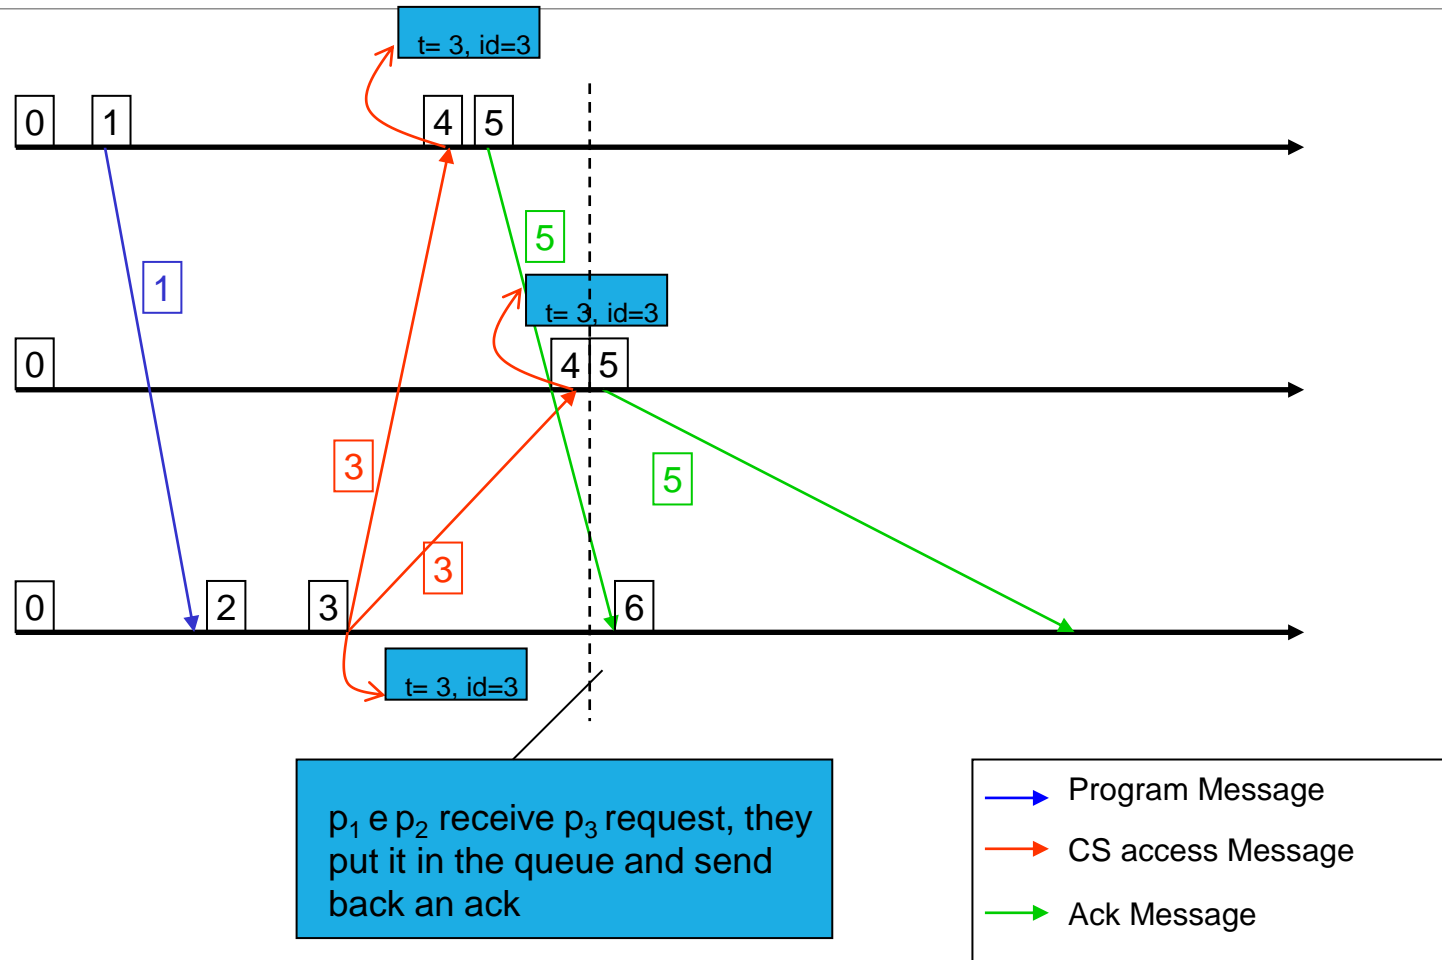 t= 3, id=3
0 1 4 5
5
1
t= 3, id=3
0 4 5
3
5
3
0 2 3 6
t= 3, id=3
p₁ e p₂ receive p₃ request, they
put it in the queue and send
back an ack
Program Message
CS access Message
Ack Message